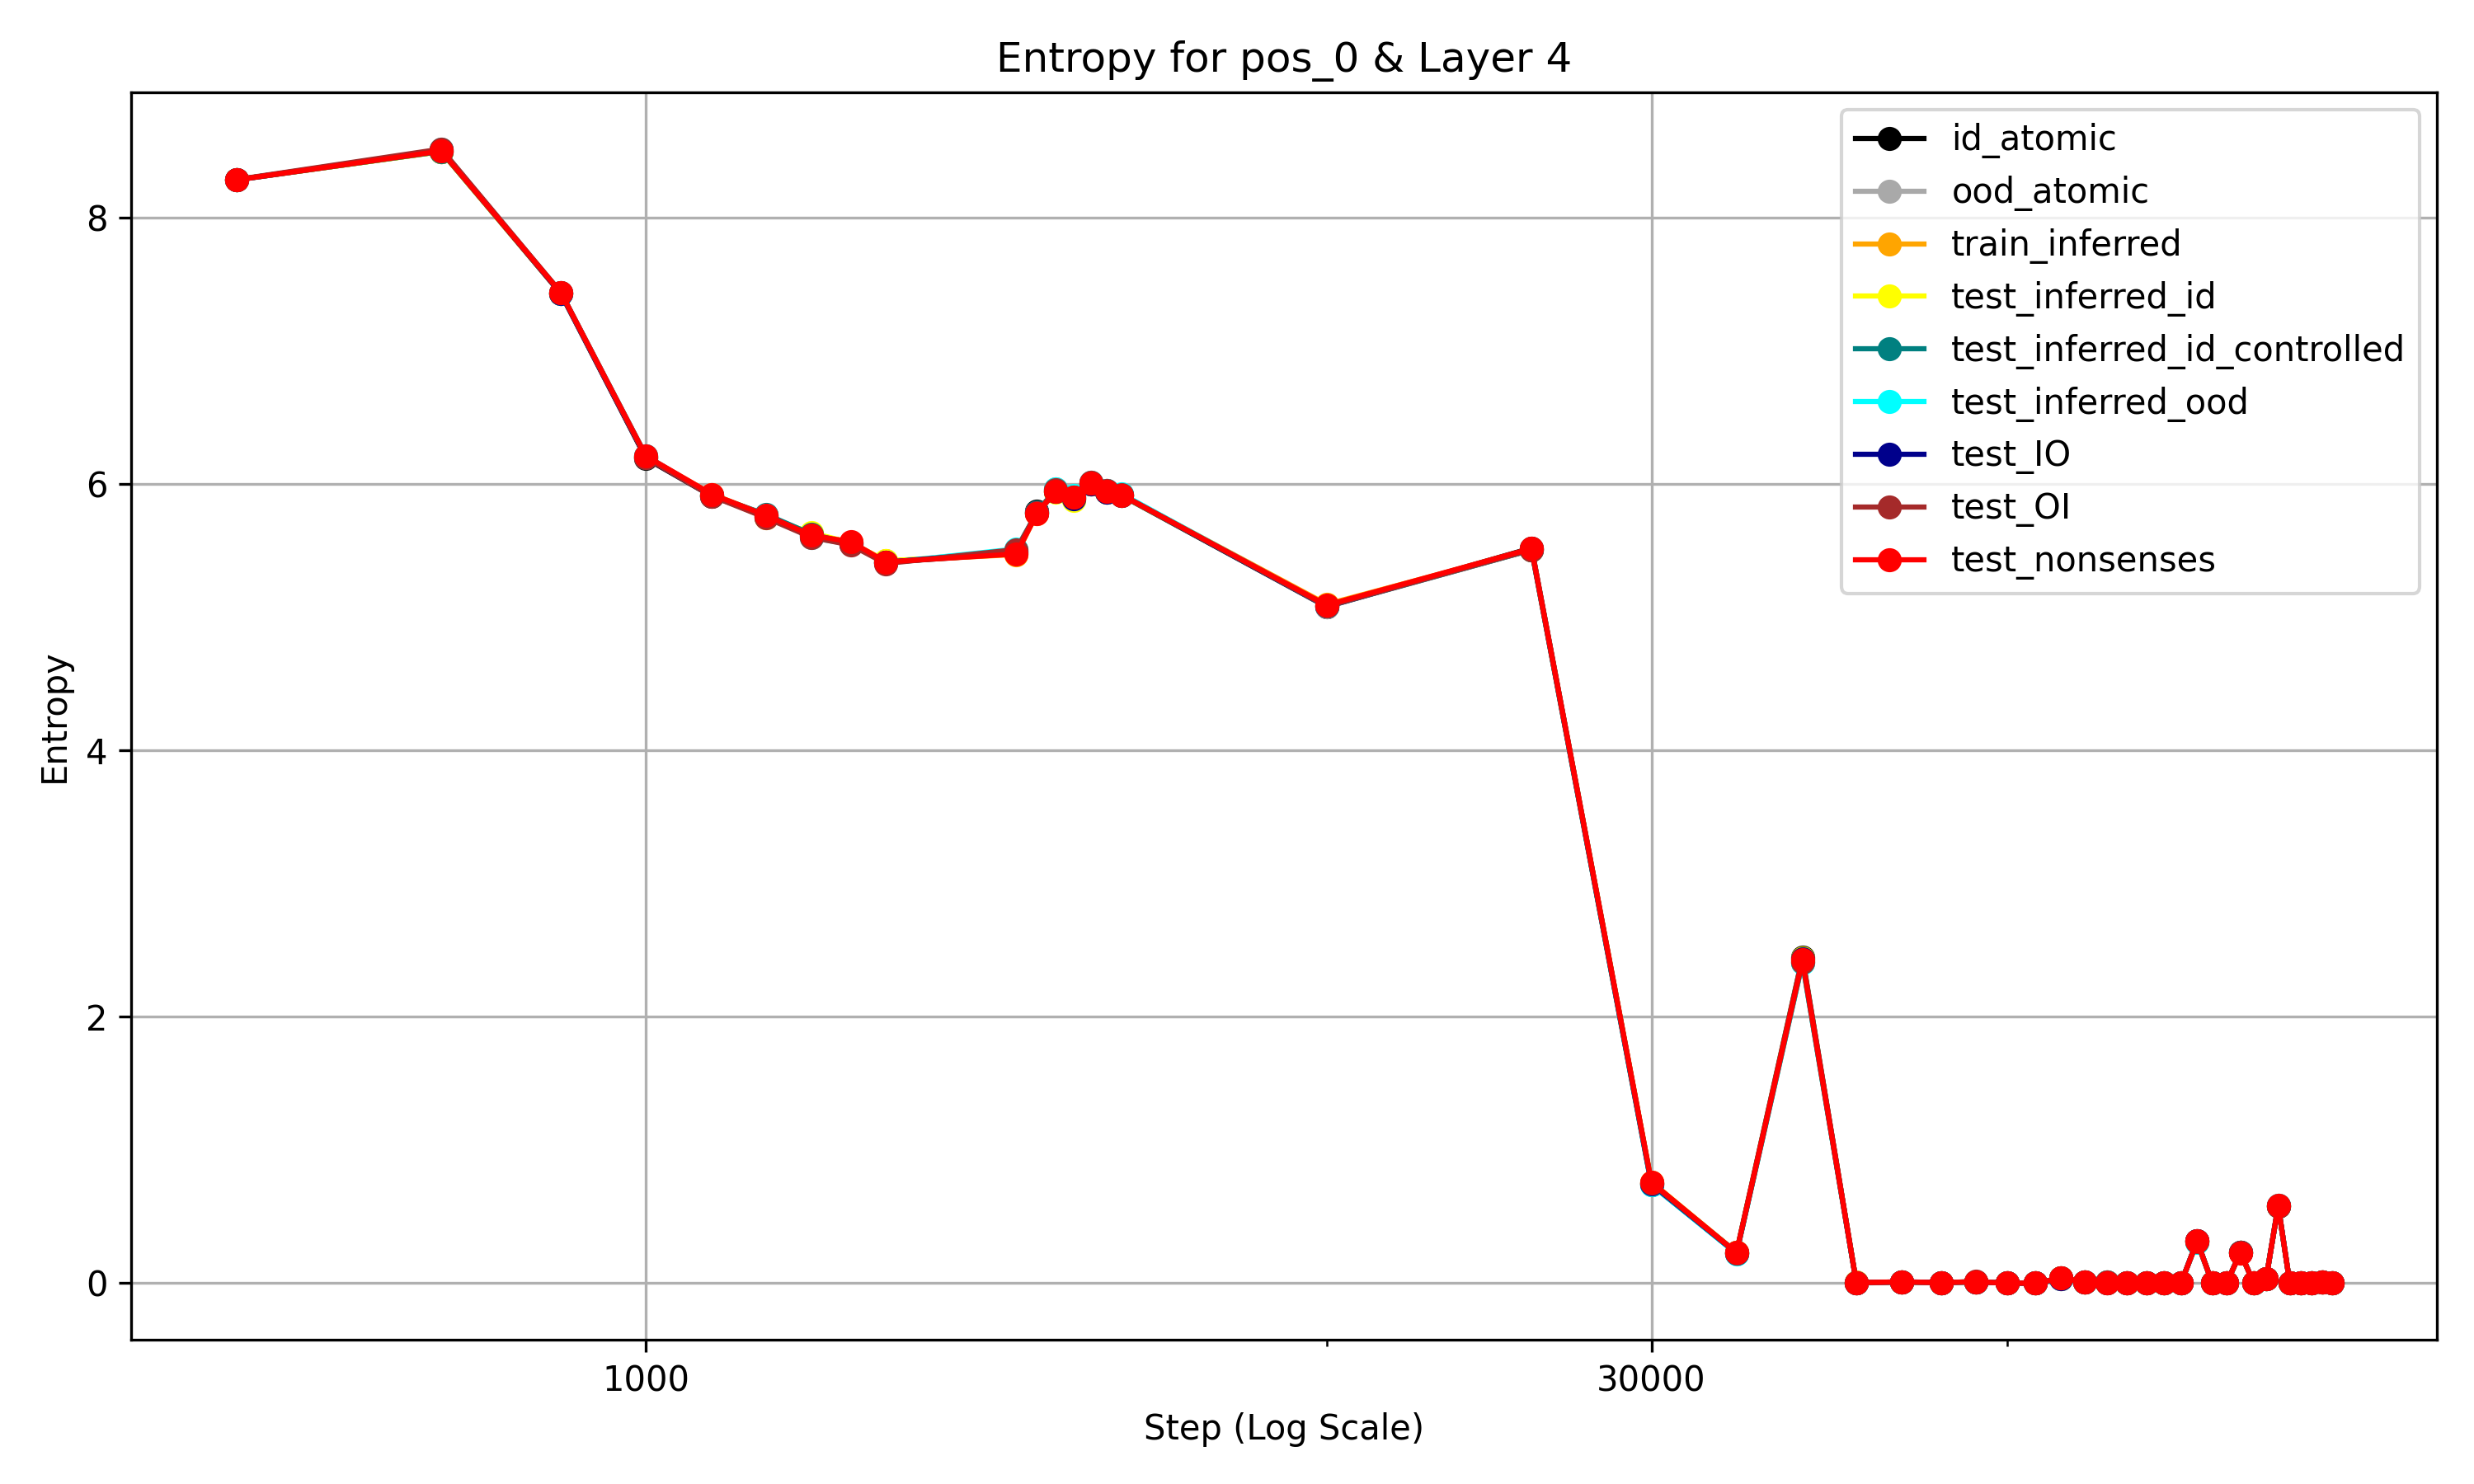 Entropy for pos_0 & Layer 4
id_atomic
ood_atomic
train_inferred
test_inferred_id
test_inferred_id_controlled
test_inferred_ood
test_IO
test_OI
test_nonsenses
Entropy
8
6
4
2
0
1000
30000
Step (Log Scale)